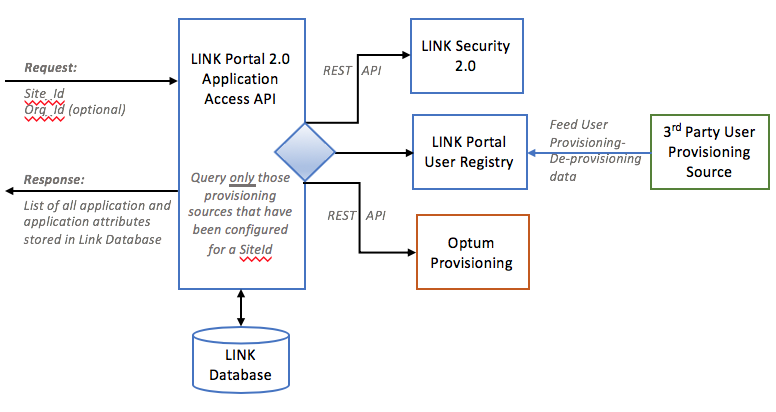 Request:
Site_Id
Org_Id (optional)
Response:
List of all application and
application attributes
stored in Link Database
LINK Portal 2.0
Application
Access API
Query only those
provisioning
sources that have
been configured
for a SiteId
LINK
Database
REST API
REST API
LINK Security
2.0
LINK Portal
User Registry
Optum
Provisioning
Feed User
Provisioning-
De-provisioning
data
3rd Party User
Provisioning
Source